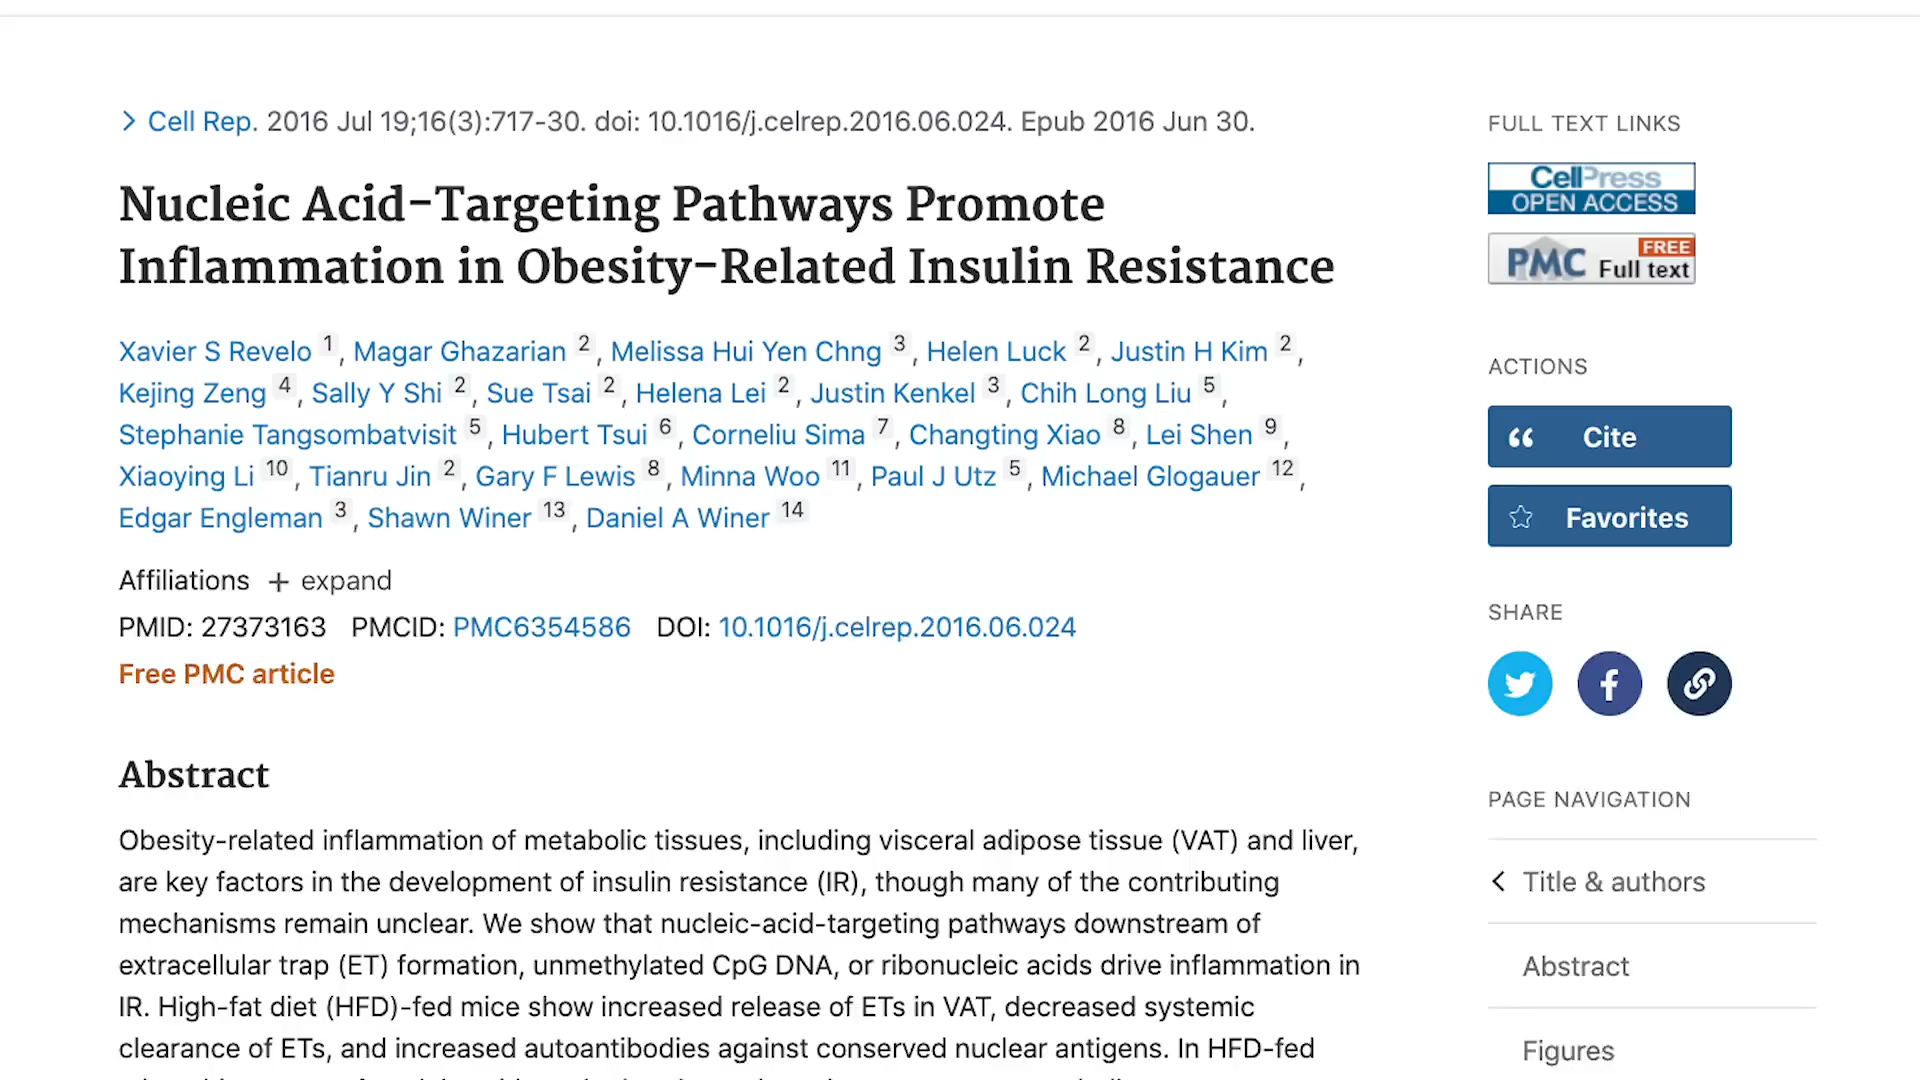 Cell Rep. 2016 Jul 19;16(3):717-30. doi: 10.1016/j.celrep.2016.06.024. Epub 2016 Jun 30.
Nucleic Acid-Targeting Pathways Promote
Inflammation in Obesity-Related Insulin Resistance
Xavier S Revelo 1, Magar Ghazarian 2, Melissa Hui Yen Chng 3, Helen Luck 2, Justin H Kim 2,
Kejing Zeng 4, Sally Y Shi 2, Sue Tsai 2, Helena Lei 2, Justin Kenkel 3, Chih Long Liu 5,
Stephanie Tangsombatvisit 5, Hubert Tsui 6, Corneliu Sima 7, Changting Xiao 8, Lei Shen 9,
Xiaoying Li 10, Tianru Jin 2, Gary F Lewis 8, Minna Woo 11, Paul J Utz 5, Michael Glogauer 12,
Edgar Engleman 3, Shawn Winer 13, Daniel A Winer 14
Affiliations + expand
PMID: 27373163 PMCID: PMC6354586 DOI: 10.1016/j.celrep.2016.06.024
Free PMC article
Abstract
Obesity-related inflammation of metabolic tissues, including visceral adipose tissue (VAT) and liver,
are key factors in the development of insulin resistance (IR), though many of the contributing
mechanisms remain unclear. We show that nucleic-acid-targeting pathways downstream of
extracellular trap (ET) formation, unmethylated CpG DNA, or ribonucleic acids drive inflammation in
IR. High-fat diet (HFD)-fed mice show increased release of ETs in VAT, decreased systemic
clearance of ETs, and increased autoantibodies against conserved nuclear antigens. In HFD-fed
FULL TEXT LINKS
CellPress
OPEN ACCESS
PMC FREE
Full text
ACTIONS
Cite
Favorites
SHARE
PAGE NAVIGATION
Title & authors
Abstract
Figures